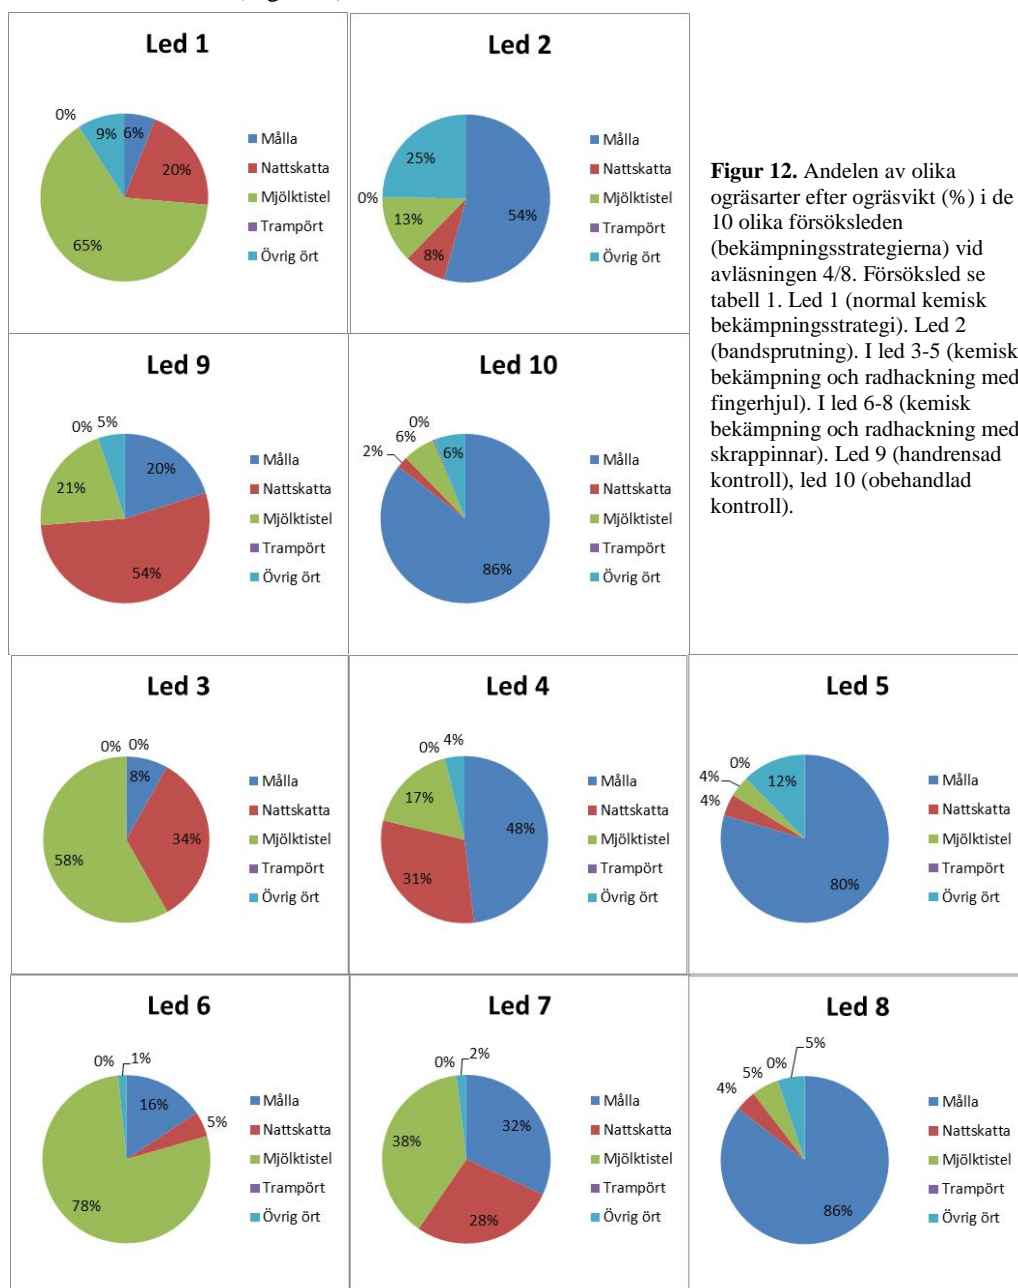 Led 1
0%
9%
6%
20%
65%
Målla
Nattskatta
Mjölktistel
Trampört
Övrig ört
Led 2
25%
0%
13%
8%
54%
Målla
Nattskatta
Mjölktistel
Trampört
Övrig ört
Figur 12. Andelen av olika
ogräsarter efter ogräsvikt (%) i de
10 olika försöksleden
(bekämpningsstrategierna) vid
avläsningen 4/8. Försöksled se
tabell 1. Led 1 (normal kemisk
bekämpningsstrategi). Led 2
(bandsprutning). I led 3-5 (kemisk
bekämpning och radhackning med
fingerhjul). I led 6-8 (kemisk
bekämpning och radhackning med
skrappinnar). Led 9 (handrensad
kontroll), led 10 (obehandlad
kontroll).
Led 9
0%
5%
20%
21%
54%
Målla
Nattskatta
Mjölktistel
Trampört
Övrig ört
Led 10
0%
6%
2%
6%
86%
Målla
Nattskatta
Mjölktistel
Trampört
Övrig ört
Led 3
0%
0%
8%
34%
58%
Målla
Nattskatta
Mjölktistel
Trampört
Övrig ört
Led 4
0%
4%
17%
48%
31%
Målla
Nattskatta
Mjölktistel
Trampört
Övrig ört
Led 5
0%
4%
12%
4%
80%
Målla
Nattskatta
Mjölktistel
Trampört
Övrig ört
Led 6
0%
1%
16%
5%
78%
Målla
Nattskatta
Mjölktistel
Trampört
Övrig ört
Led 7
0%
2%
32%
38%
28%
Målla
Nattskatta
Mjölktistel
Trampört
Övrig ört
Led 8
5%
0%
5%
4%
86%
Målla
Nattskatta
Mjölktistel
Trampört
Övrig ört